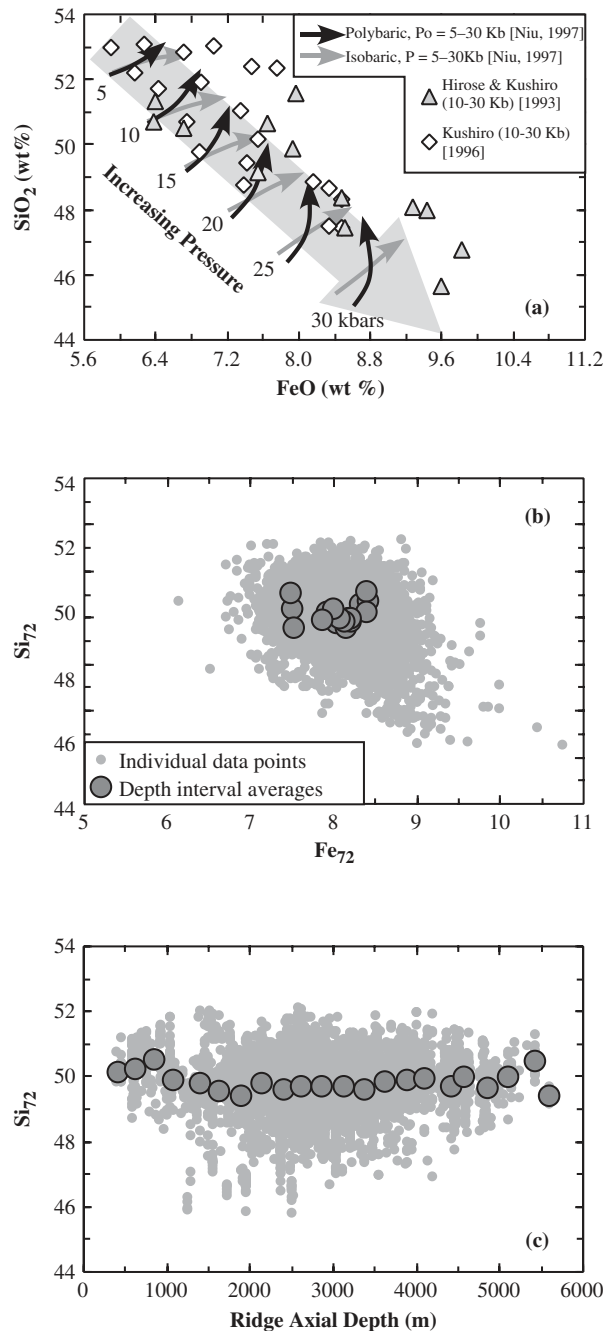 54
52
50
48
46
44
SiO2 (wt%)
Polybaric, Po = 5–30 Kb [Niu, 1997]
Isobaric, P = 5–30Kb [Niu, 1997]
Hirose & Kushiro
(10-30 Kb) [1993]
Kushiro (10-30 Kb)
[1996]
5
10
15
20
25
30 kbars
Increasing Pressure
(a)
5.6 6.4 7.2 8.0 8.8 9.6 10.4 11.2
FeO (wt %)
54
52
50
48
46
44
Si72
(b)
Individual data points
Depth interval averages
5 6 7 8 9 10 11
Fe72
54
52
50
48
46
44
Si72
(c)
0 1000 2000 3000 4000 5000 6000
Ridge Axial Depth (m)